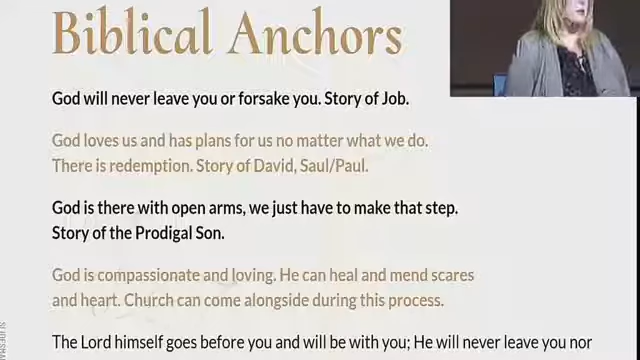 Biblical Anchors
God will never leave you or forsake you. Story of Job.
God loves us and has plans for us no matter what we do.
There is redemption. Story of David, Saul/Paul.
God is there with open arms, we just have to make that step.
Story of the Prodigal Son.
God is compassionate and loving. He can heal and mend scares
and heart. Church can come alongside during this process.
The Lord himself goes before you and will be with you; He will never leave you nor